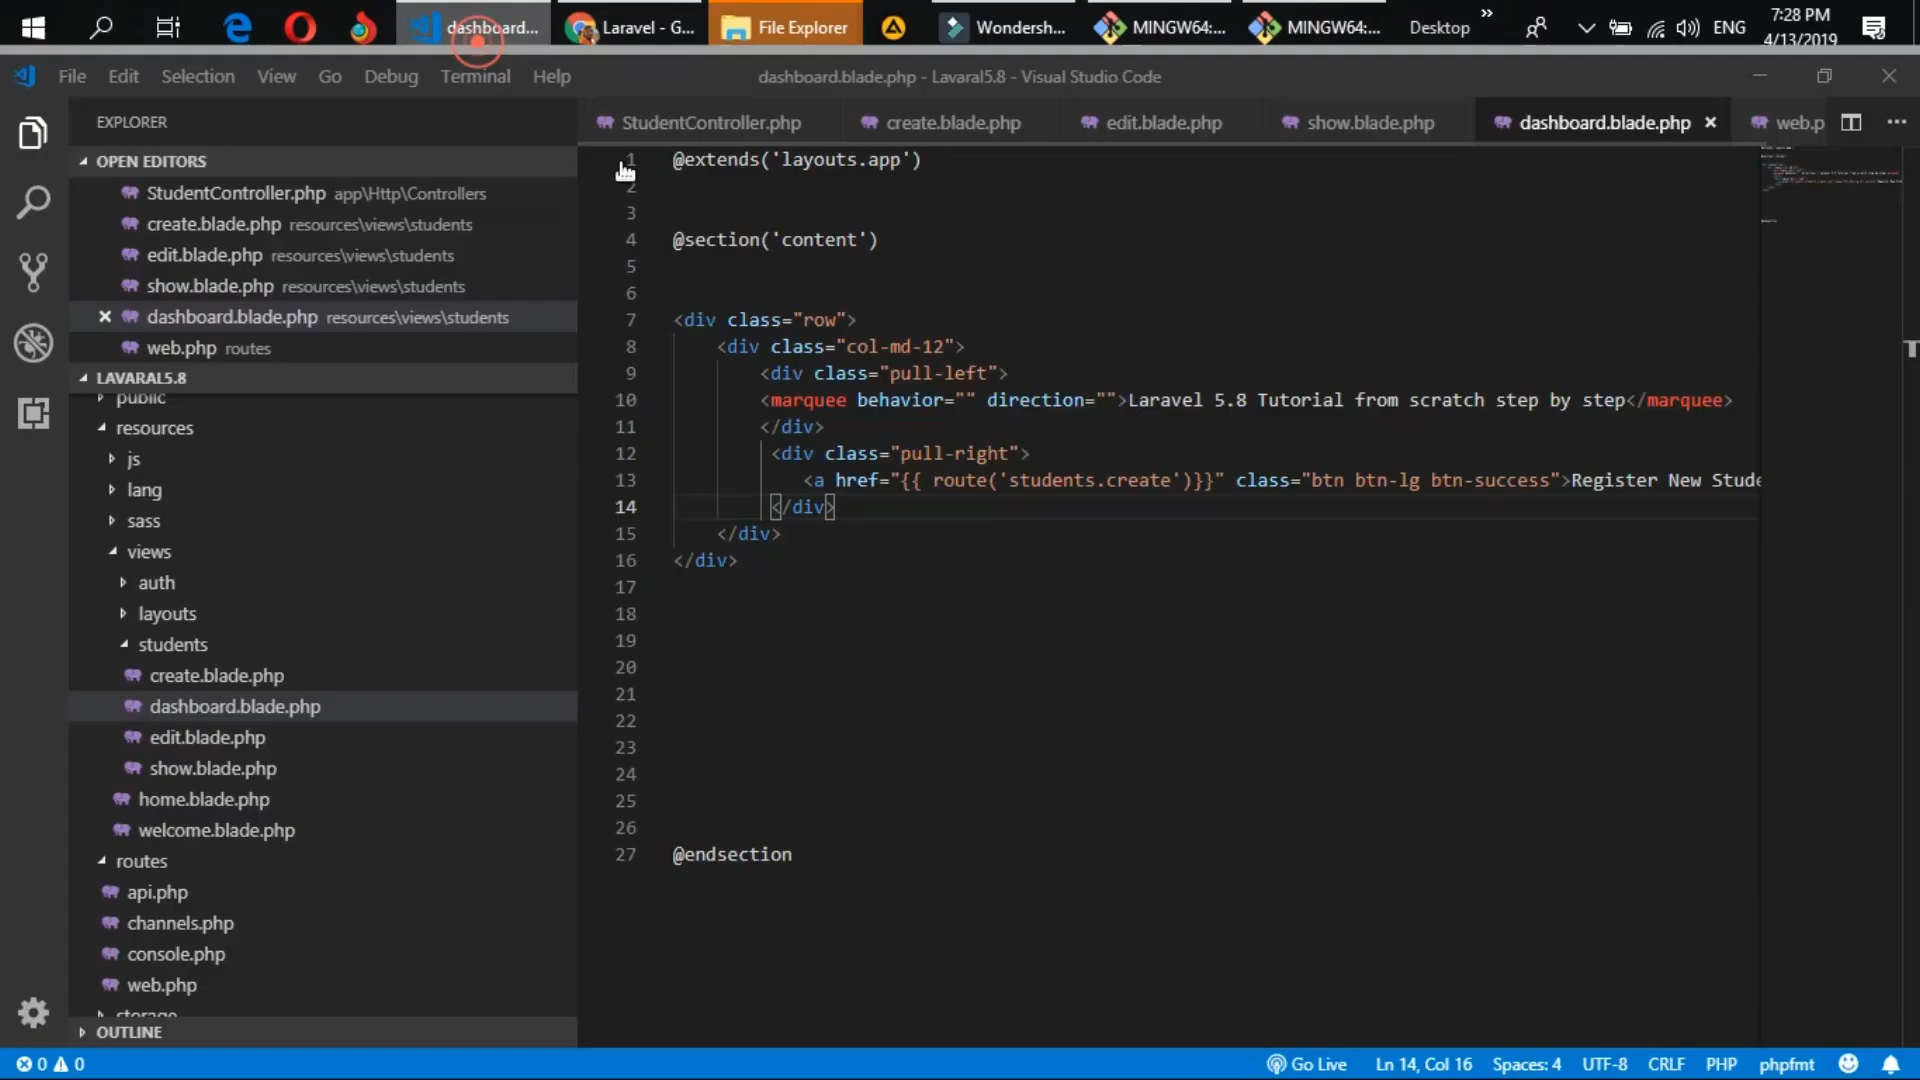 dashboard...
Laravel - G...
File Explorer
Wondersh...
MINGW64:...
MINGW64:...
Desktop
ENG
7:28 PM
4/13/2019
File Edit Selection View Go Debug Terminal Help
dashboard.blade.php - Lavaral5.8 - Visual Studio Code
EXPLORER
StudentController.php
create.blade.php
edit.blade.php
show.blade.php
dashboard.blade.php
web.p
OPEN EDITORS
StudentController.php app\Http\Controllers
create.blade.php resources\views\students
edit.blade.php resources\views\students
show.blade.php resources\views\students
dashboard.blade.php resources\views\students
web.php routes
LAVARAL5.8
public
resources
js
lang
sass
views
auth
layouts
students
create.blade.php
dashboard.blade.php
edit.blade.php
show.blade.php
home.blade.php
welcome.blade.php
routes
api.php
channels.php
console.php
web.php
storage
OUTLINE
1 @extends('layouts.app')
2
3
4 @section('content')
5
6
7 <div class="row">
8 <div class="col-md-12">
9 <div class="pull-left">
10 <marquee behavior="" direction="">Laravel 5.8 Tutorial from scratch step by step</marquee>
11 </div>
12 <div class="pull-right">
13 <a href="{{ route('students.create')}}" class="btn btn-lg btn-success">Register New Stude
14 </div>
15 </div>
16 </div>
17
18
19
20
21
22
23
24
25
26
27 @endsection
0 0
Go Live Ln 14, Col 16 Spaces: 4 UTF-8 CRLF PHP phpfmt